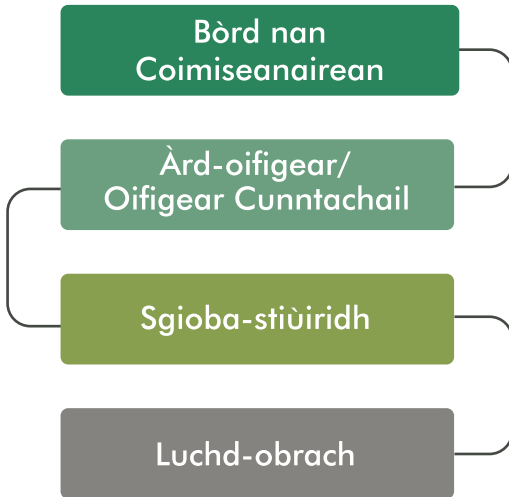 Bòrd nan
Coimiseanairean
Àrd-oifigear/
Oifigear Cunntachail
Sgioba-stiùiridh
Luchd-obrach